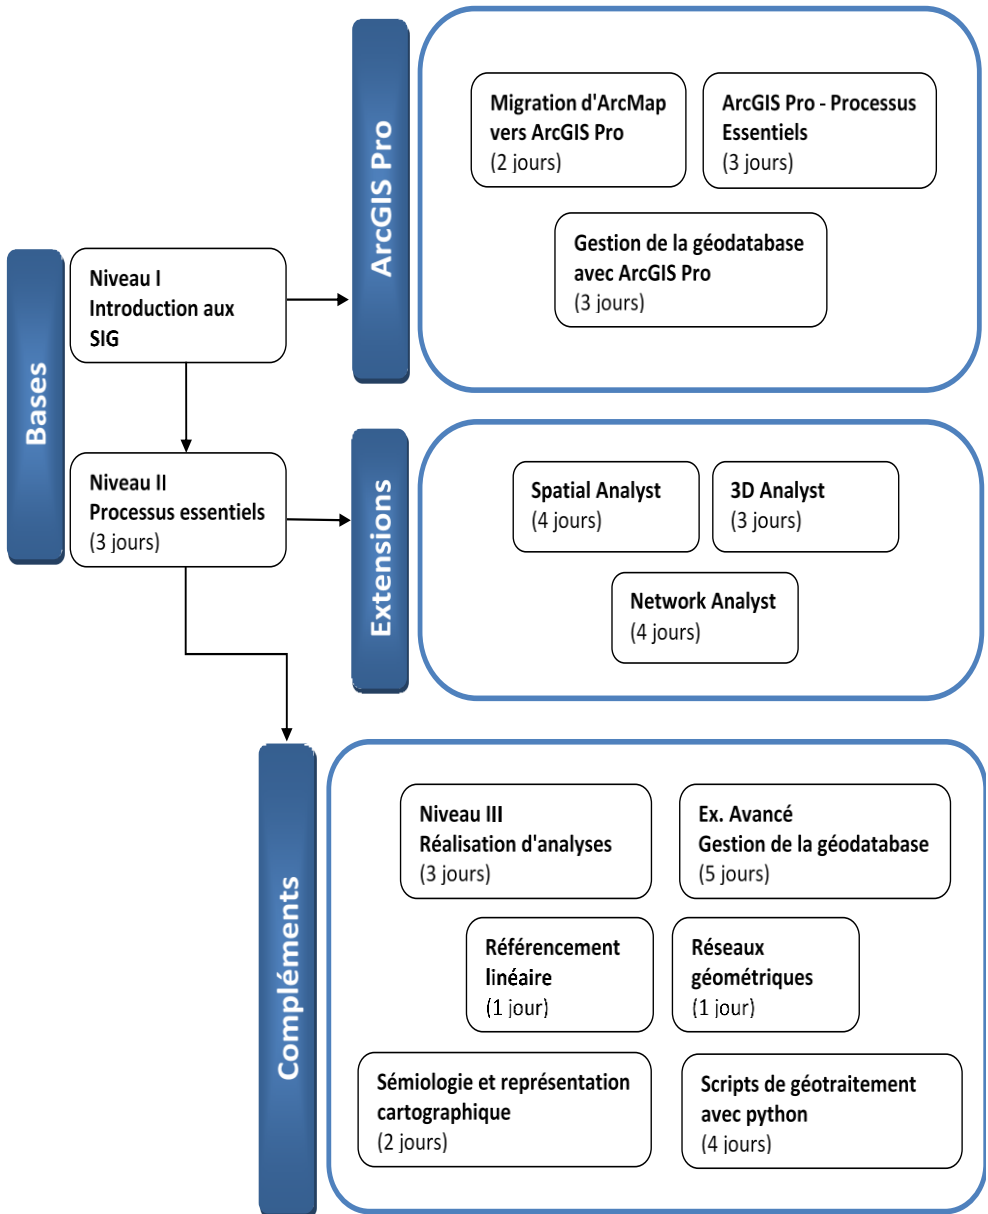 ArcGIS Pro
Migration d'ArcMap
vers ArcGIS Pro
(2 jours)
ArcGIS Pro - Processus
Essentiels
(3 jours)
Gestion de la géodatabase
avec ArcGIS Pro
(3 jours)
Bases
Niveau I
Introduction aux
SIG
Niveau II
Processus essentiels
(3 jours)
Extensions
Spatial Analyst
(4 jours)
3D Analyst
(3 jours)
Network Analyst
(4 jours)
Compléments
Niveau III
Réalisation d'analyses
(3 jours)
Ex. Avancé
Gestion de la géodatabase
(5 jours)
Référencement
linéaire
(1 jour)
Réseaux
géométriques
(1 jour)
Sémiologie et représentation
cartographique
(2 jours)
Scripts de géotraitement
avec python
(4 jours)